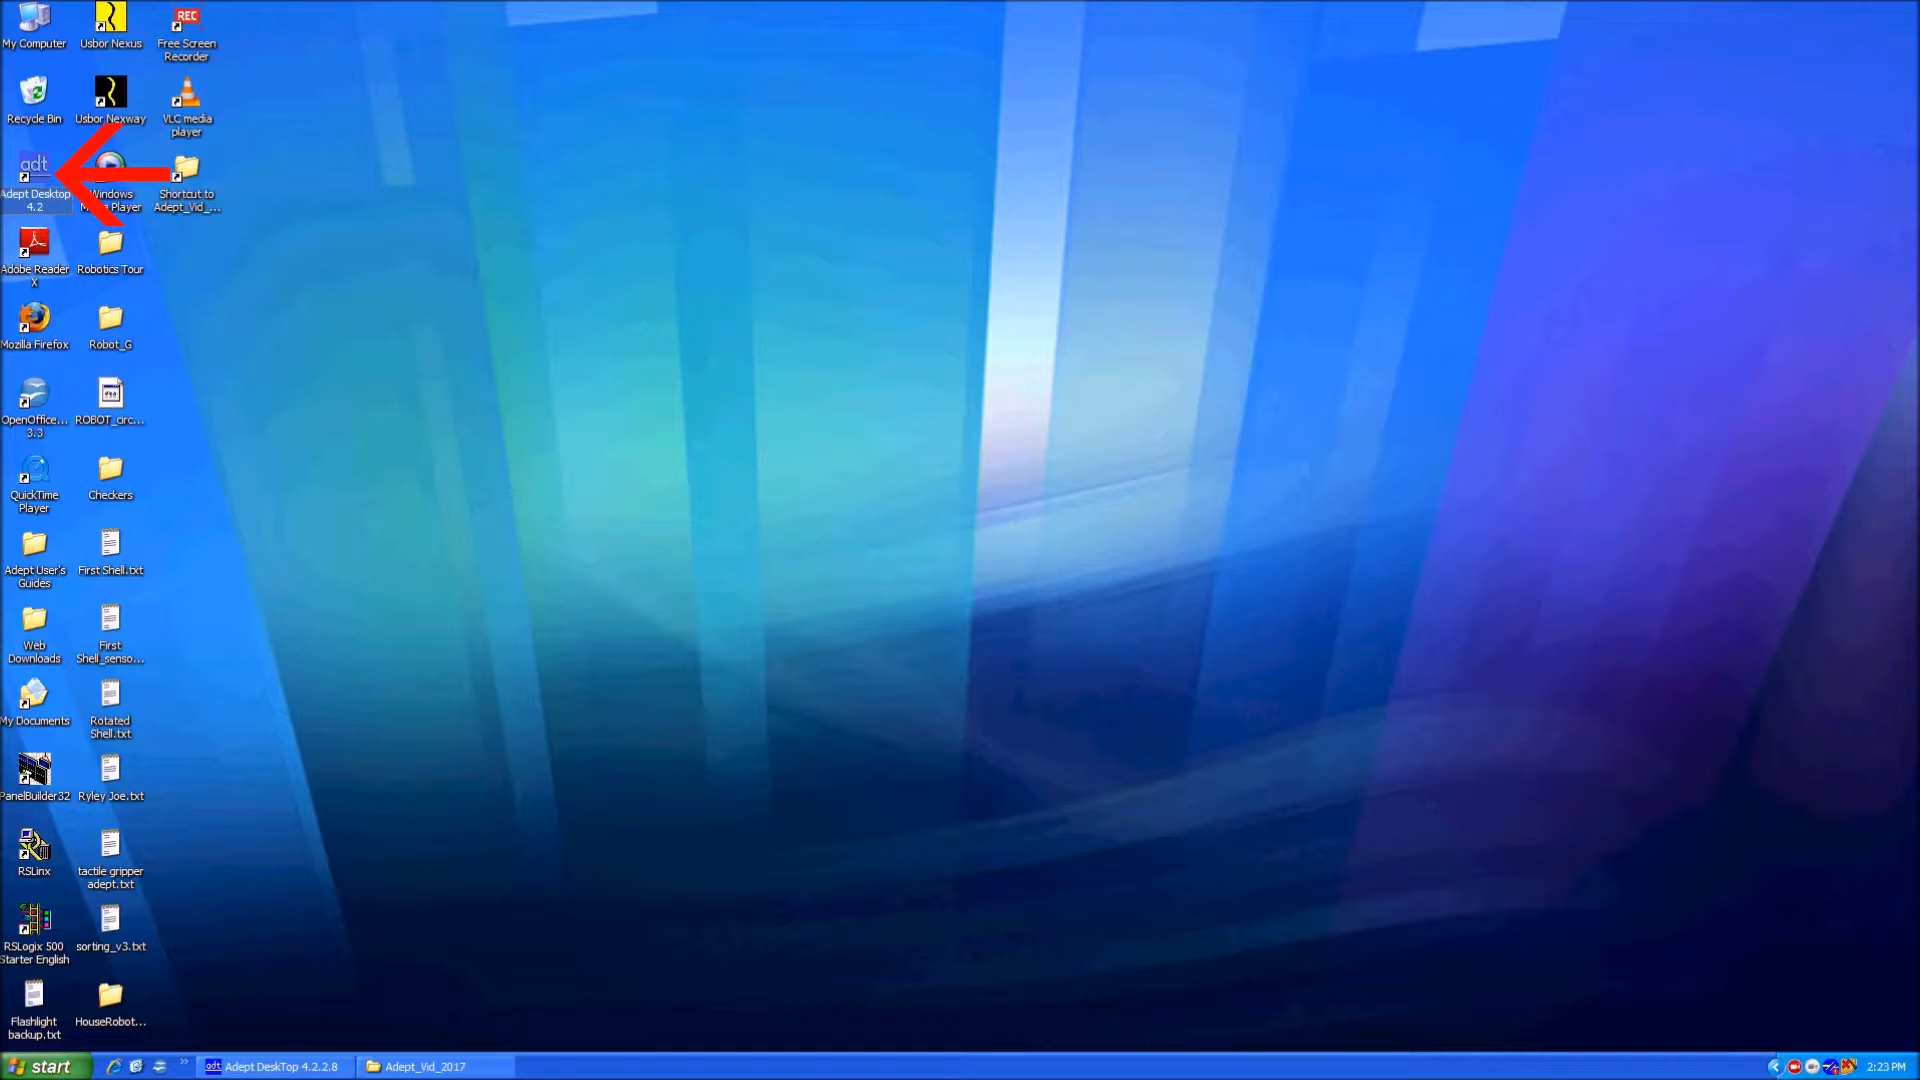 My Computer
Usbor Nexus
REC
Free Screen
Recorder
Recycle Bin
Usbor Nexway
VLC media
player
adt
Adept Desktop
4.2
Windows
Player
Shortcut to
Adept_Vid_...
Adobe Reader
X
Robotics Tour
Mozilla Firefox
Robot_G
OpenOffice...
3.3
ROBOT_circ...
QuickTime
Player
Checkers
Adept User's
Guides
First Shell.txt
Web
Downloads
First
Shell_senso...
My Documents
Rotated
Shell.txt
PanelBuilder32
Ryley Joe.txt
RSLinx
tactile gripper
adept.txt
RSLogix 500
Starter English
sorting_v3.txt
Flashlight
backup.txt
HouseRobot...
start
adt Adept DeskTop 4.2.2.8
Adept_Vid_2017
2:23 PM